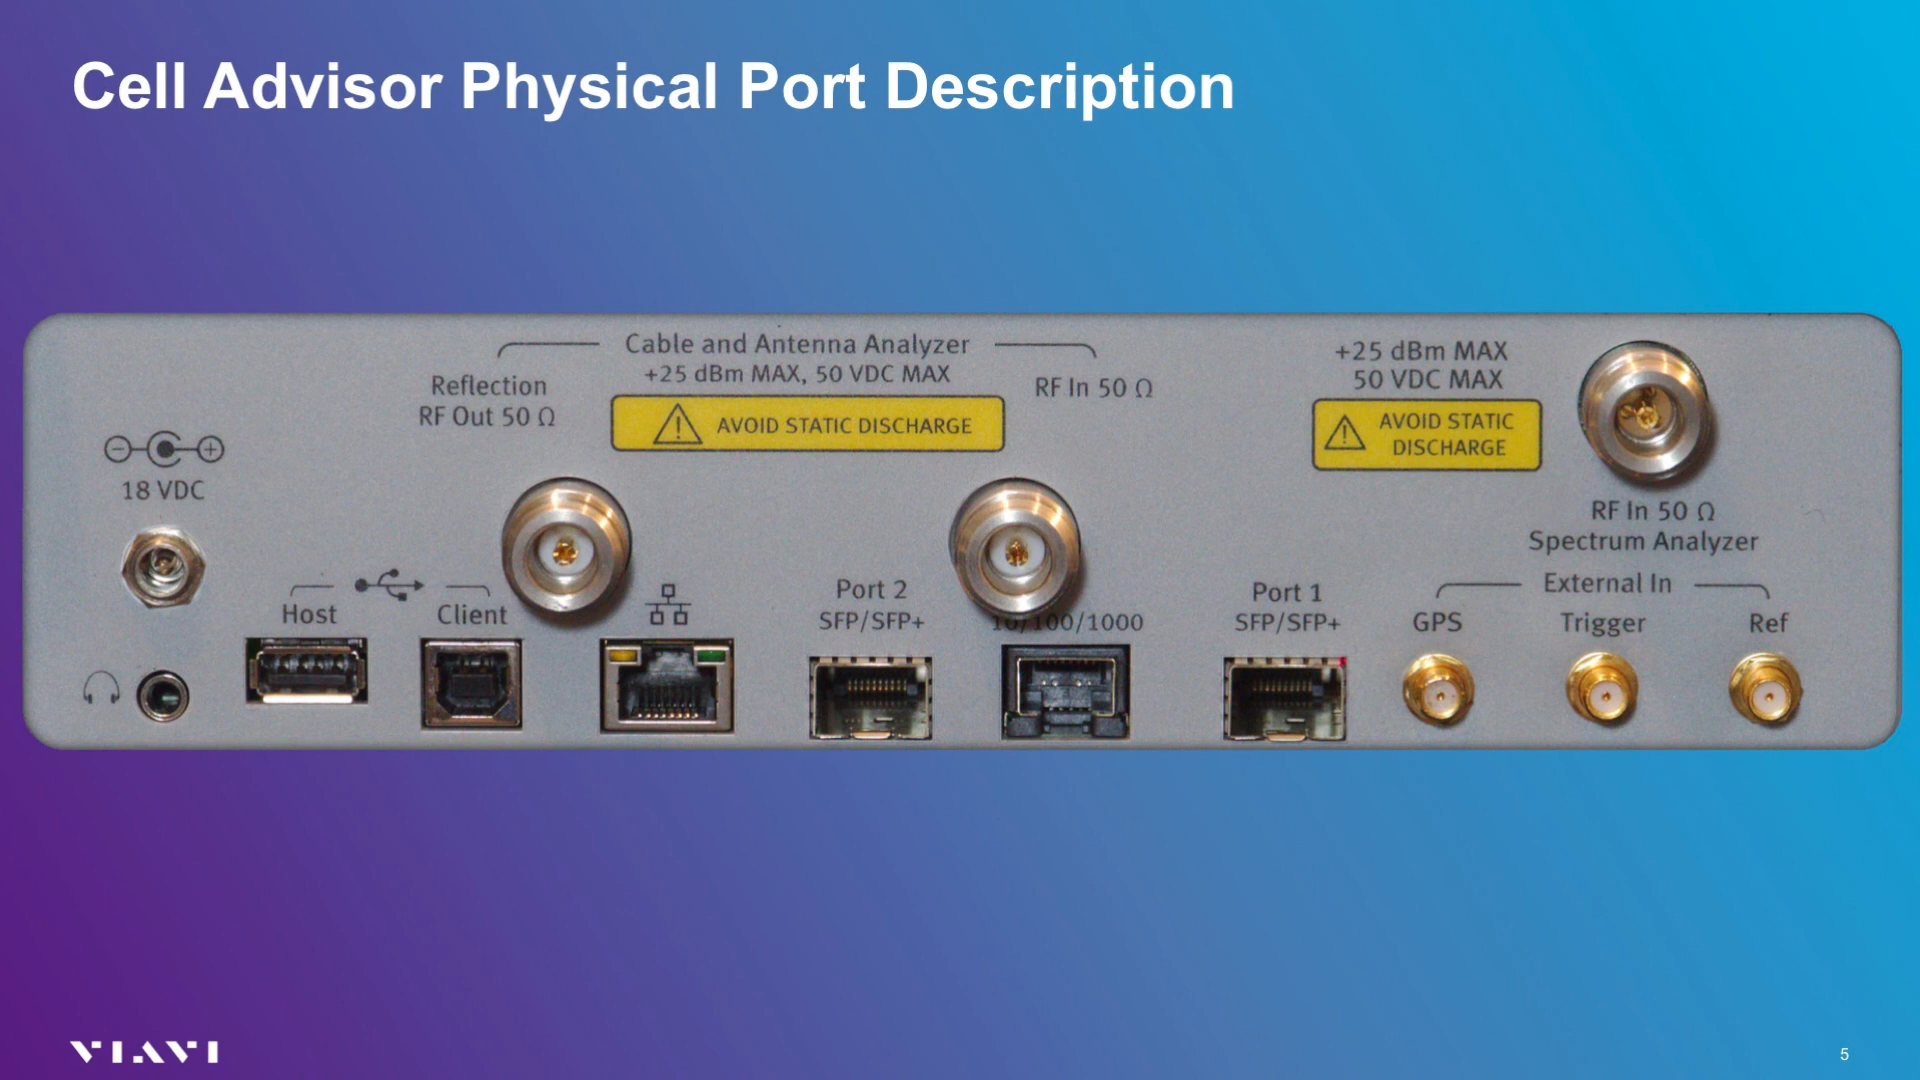 Cell Advisor Physical Port Description
Cable and Antenna Analyzer
+25 dBm MAX, 50 VDC MAX
Reflection
RF Out 50 Ω
RF In 50 Ω
AVOID STATIC DISCHARGE
+25 dBm MAX
50 VDC MAX
AVOID STATIC
DISCHARGE
RF In 50 Ω
Spectrum Analyzer
18 VDC
Host
Client
Port 2
SFP/SFP+
10/100/1000
Port 1
SFP/SFP+
External In
GPS
Trigger
Ref
VIAVI
5